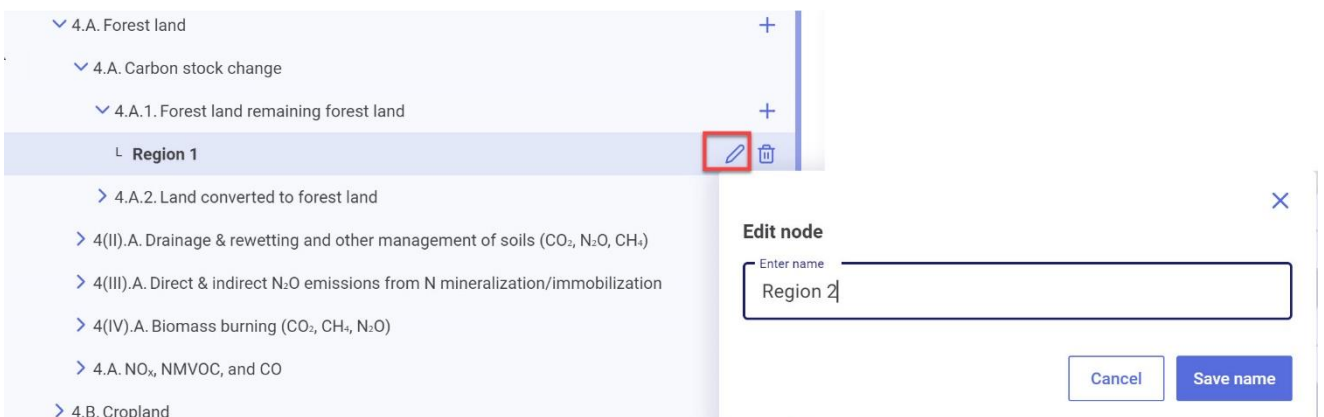 4.A. Forest land
4.A. Carbon stock change
4.A.1. Forest land remaining forest land
Region 1
4.A.2. Land converted to forest land
4(II).A. Drainage & rewetting and other management of soils (CO₂, N₂O, CH₄)
4(III).A. Direct & indirect N₂O emissions from N mineralization/immobilization
4(IV).A. Biomass burning (CO₂, CH₄, N₂O)
4.A. NOₓ, NMVOC, and CO
4.B. Cropland
Edit node
Enter name
Region 2
Cancel
Save name